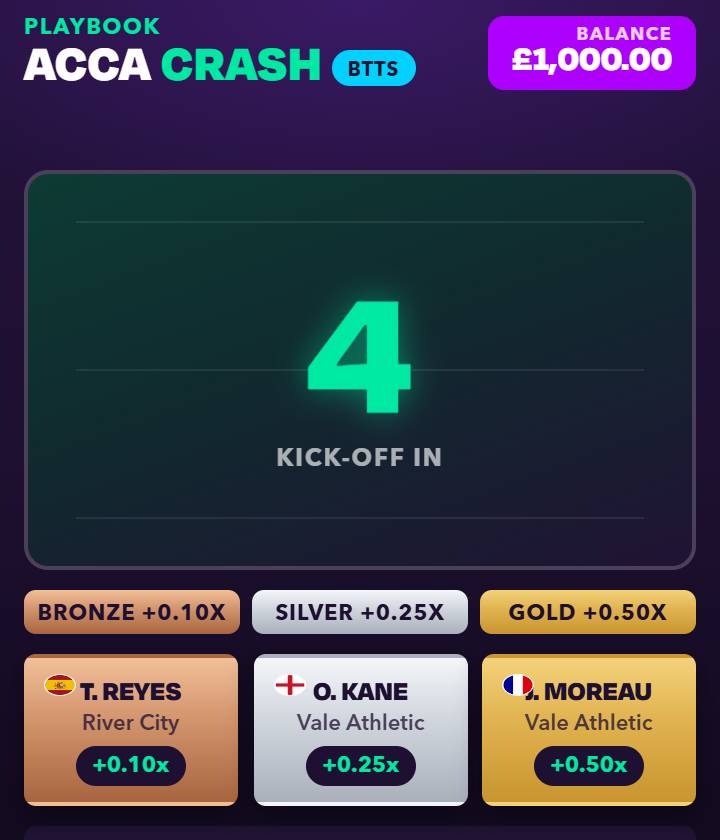 PLAYBOOK
ACCA CRASH BTTS
BALANCE
£1,000.00
4
KICK-OFF IN
BRONZE +0.10X
SILVER +0.25X
GOLD +0.50X
T. REYES
River City
+0.10x
O. KANE
Vale Athletic
+0.25x
MOREAU
Vale Athletic
+0.50x